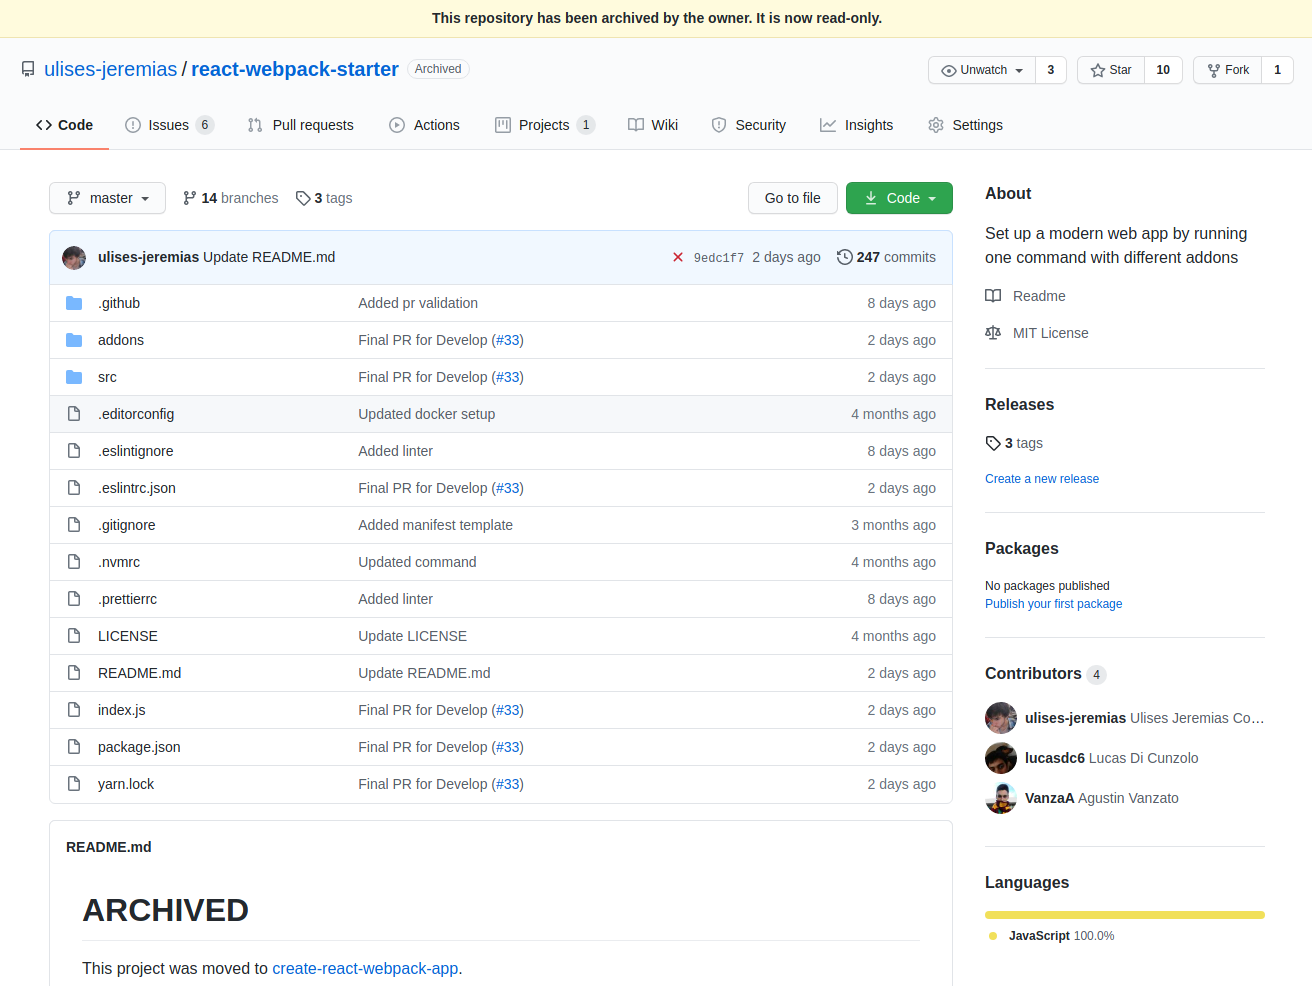 This repository has been archived by the owner. It is now read-only.
ulises-jeremias / react-webpack-starter Archived
Unwatch 3 Star 10 Fork 1
Code Issues 6 Pull requests Actions Projects 1 Wiki Security Insights Settings
master 14 branches 3 tags Go to file Code
ulises-jeremias Update README.md 9edc1f7 2 days ago 247 commits
.github Added pr validation 8 days ago
addons Final PR for Develop (#33) 2 days ago
src Final PR for Develop (#33) 2 days ago
.editorconfig Updated docker setup 4 months ago
.eslintignore Added linter 8 days ago
.eslintrc.json Final PR for Develop (#33) 2 days ago
.gitignore Added manifest template 3 months ago
.nvmrc Updated command 4 months ago
.prettierrc Added linter 8 days ago
LICENSE Update LICENSE 4 months ago
README.md Update README.md 2 days ago
index.js Final PR for Develop (#33) 2 days ago
package.json Final PR for Develop (#33) 2 days ago
yarn.lock Final PR for Develop (#33) 2 days ago
README.md
ARCHIVED
This project was moved to create-react-webpack-app.
About
Set up a modern web app by running
one command with different addons
Readme
MIT License
Releases
3 tags
Create a new release
Packages
No packages published
Publish your first package
Contributors 4
ulises-jeremias Ulises Jeremias Co...
lucasdc6 Lucas Di Cunzolo
VanzaA Agustin Vanzato
Languages
JavaScript 100.0%